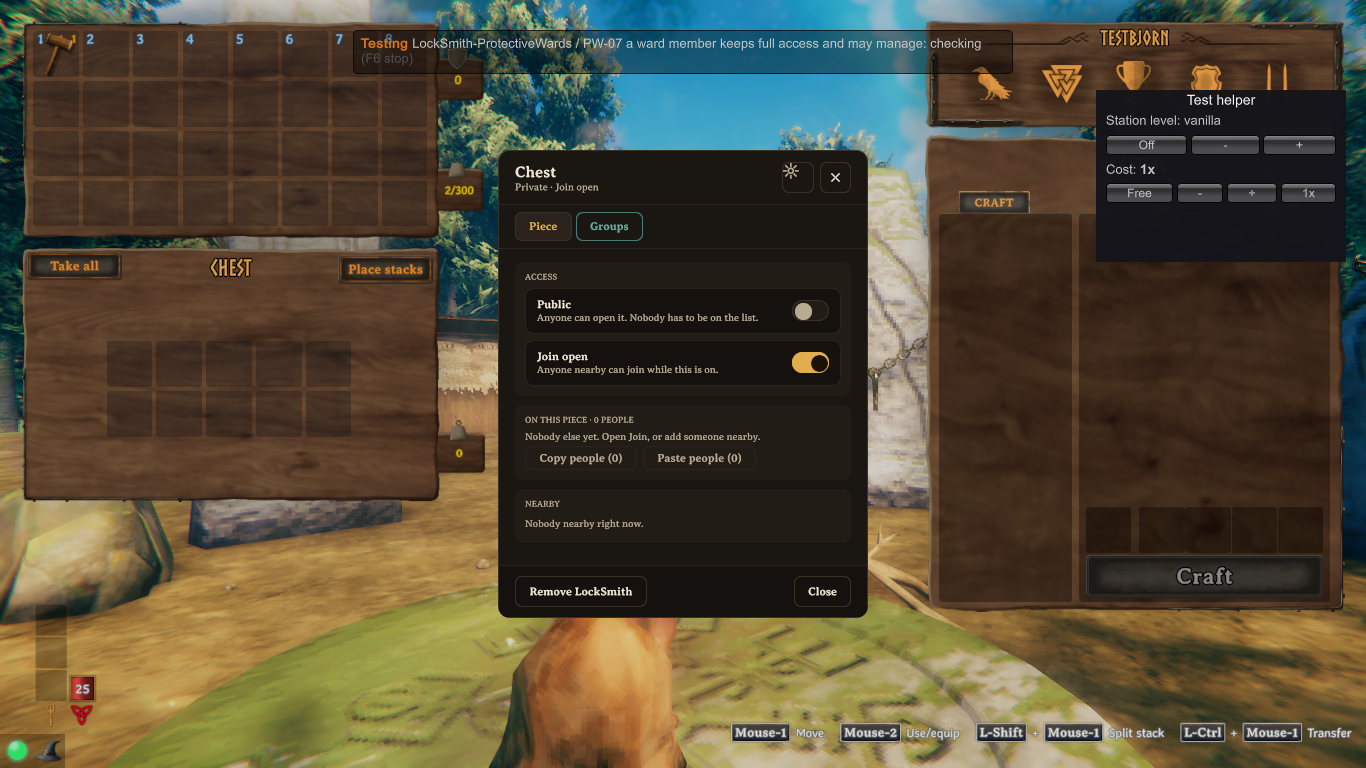 1 2 3 4 5 6 7 8
Testing LockSmith-ProtectiveWards / PW-07 a ward member keeps full access and may manage: checking
(F6 stop)
0
2/300
TESTBJORN
Test helper
Station level: vanilla
Off - +
Cost: 1x
Free - + 1x
CRAFT
Take all
CHEST
Place stacks
0
Chest
Private · Join open
Piece
Groups
ACCESS
Public
Anyone can open it. Nobody has to be on the list.
Join open
Anyone nearby can join while this is on.
ON THIS PIECE · 0 PEOPLE
Nobody else yet. Open Join, or add someone nearby.
Copy people (0)
Paste people (0)
NEARBY
Nobody nearby right now.
Remove LockSmith
Close
Craft
25
Mouse-1 Move Mouse-2 Use/equip L-Shift + Mouse-1 Split stack L-Ctrl + Mouse-1 Transfer